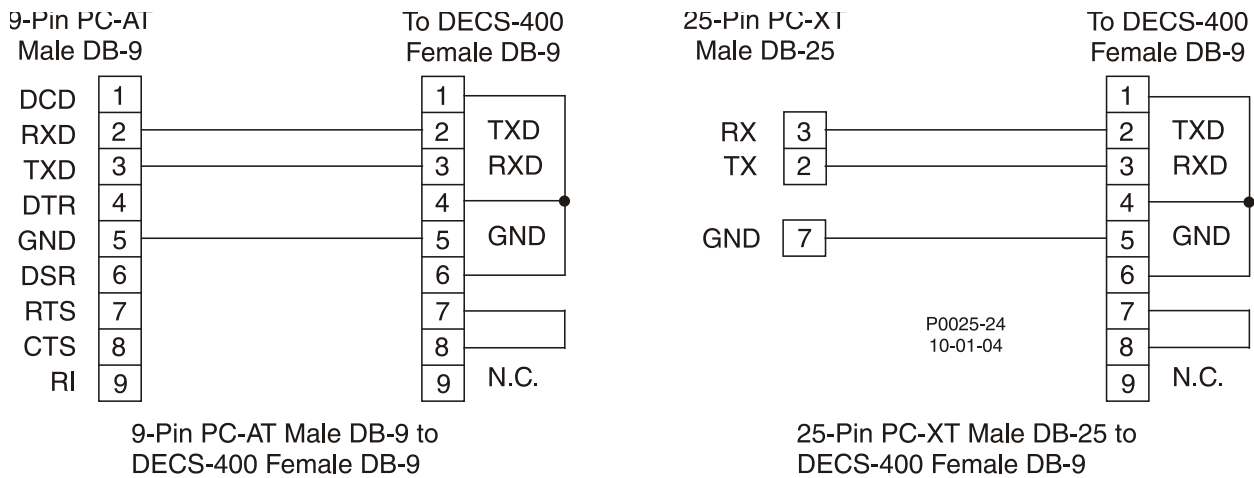 9-Pin PC-AT
Male DB-9
To DECS-400
Female DB-9
DCD 1 1
RXD 2 2 TXD
TXD 3 3 RXD
DTR 4 4
GND 5 5 GND
DSR 6 6
RTS 7 7
CTS 8 8
RI 9 9 N.C.
9-Pin PC-AT Male DB-9 to
DECS-400 Female DB-9
25-Pin PC-XT
Male DB-25
To DECS-400
Female DB-9
1
RX 3 2 TXD
TX 2 3 RXD
4
GND 7 5 GND
6
7
8
9 N.C.
P0025-24
10-01-04
25-Pin PC-XT Male DB-25 to
DECS-400 Female DB-9